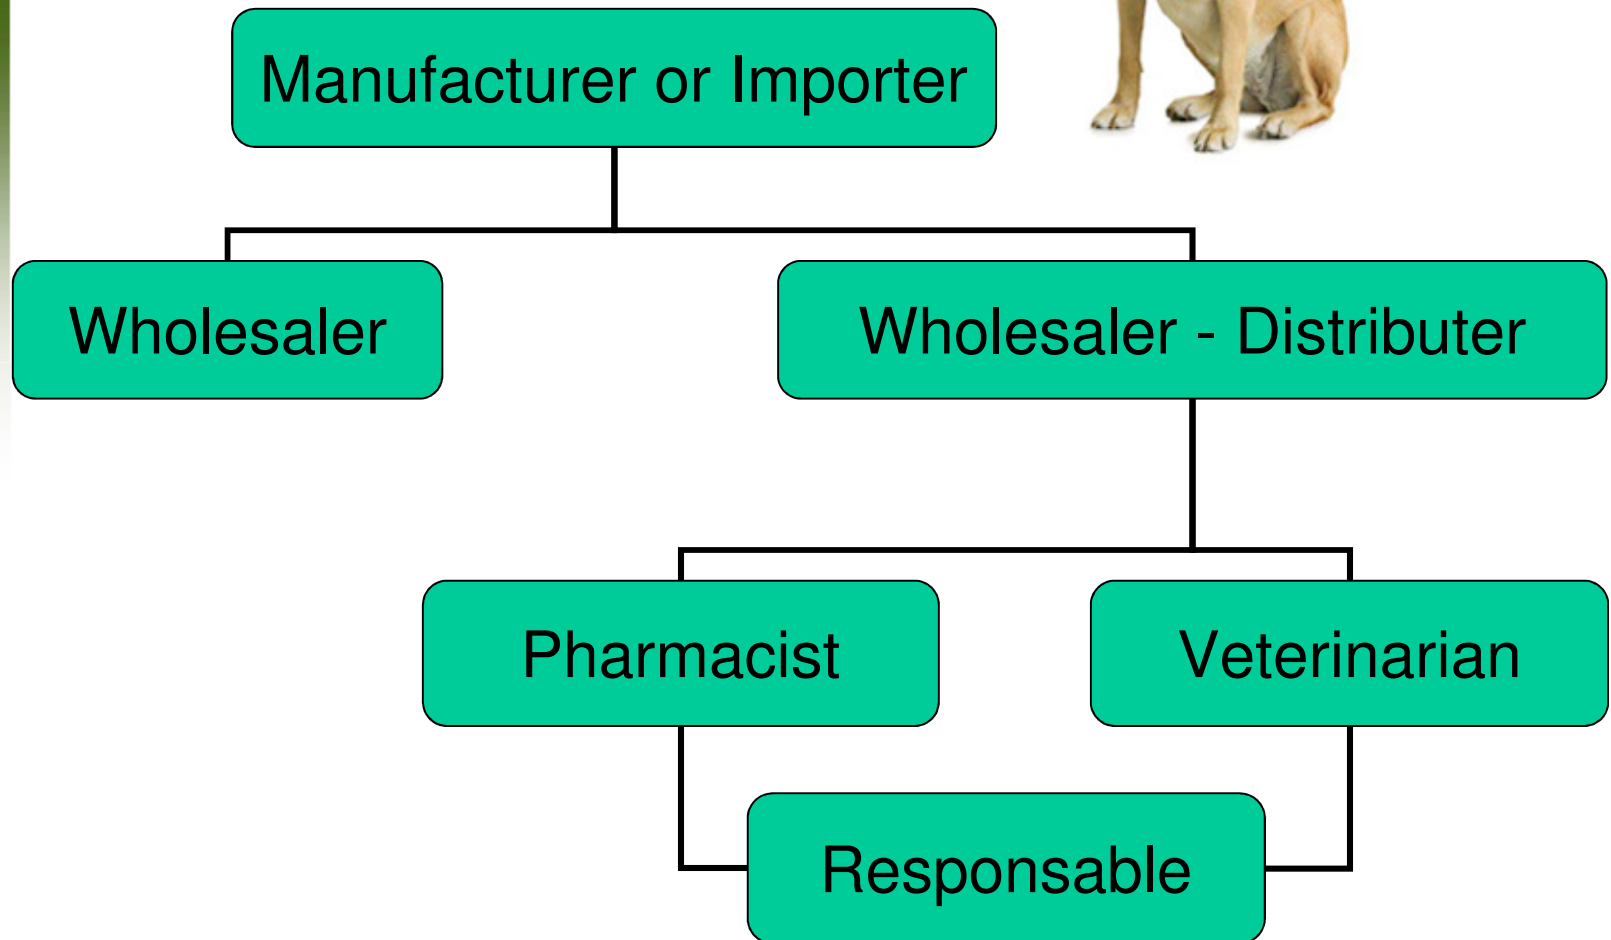 Manufacturer or Importer
Wholesaler
Wholesaler - Distributer
Pharmacist
Veterinarian
Responsable